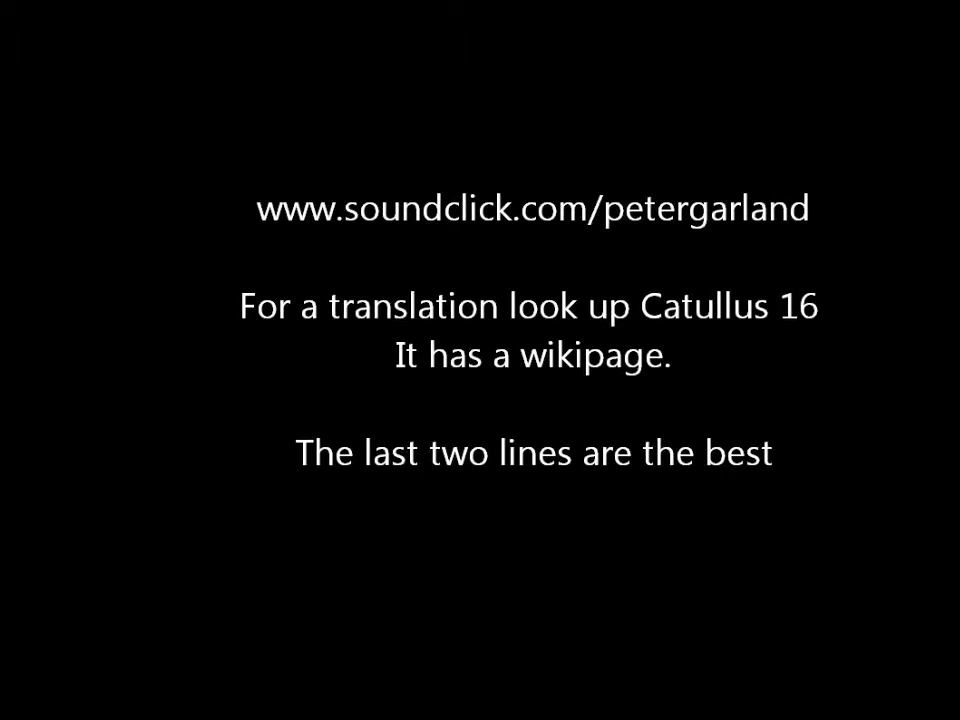 www.soundclick.com/petergarland
For a translation look up Catullus 16
It has a wikipage.
The last two lines are the best